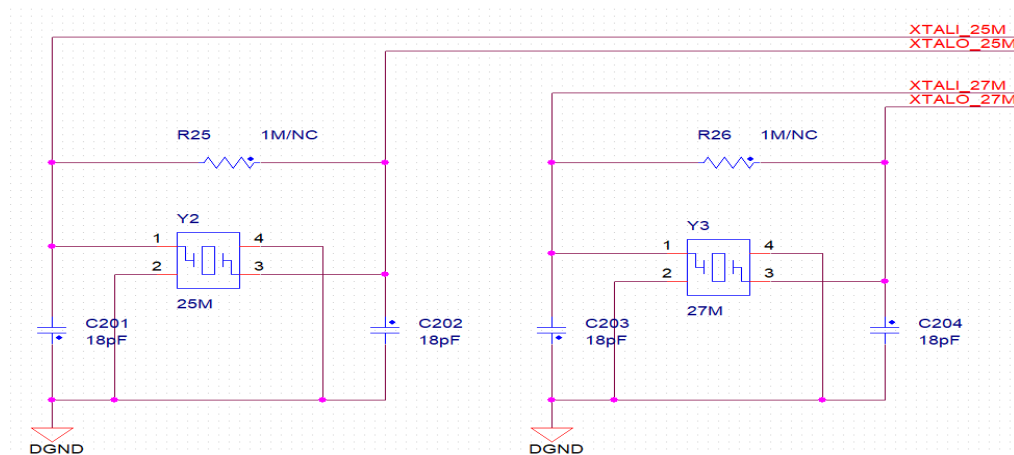 XTALI_25M
XTALO_25M
XTALI_27M
XTALO_27M
R25 1M/NC
R26 1M/NC
Y2
1 4
2 3
25M
Y3
1 4
2 3
27M
C201
18pF
C202
18pF
C203
18pF
C204
18pF
DGND
DGND